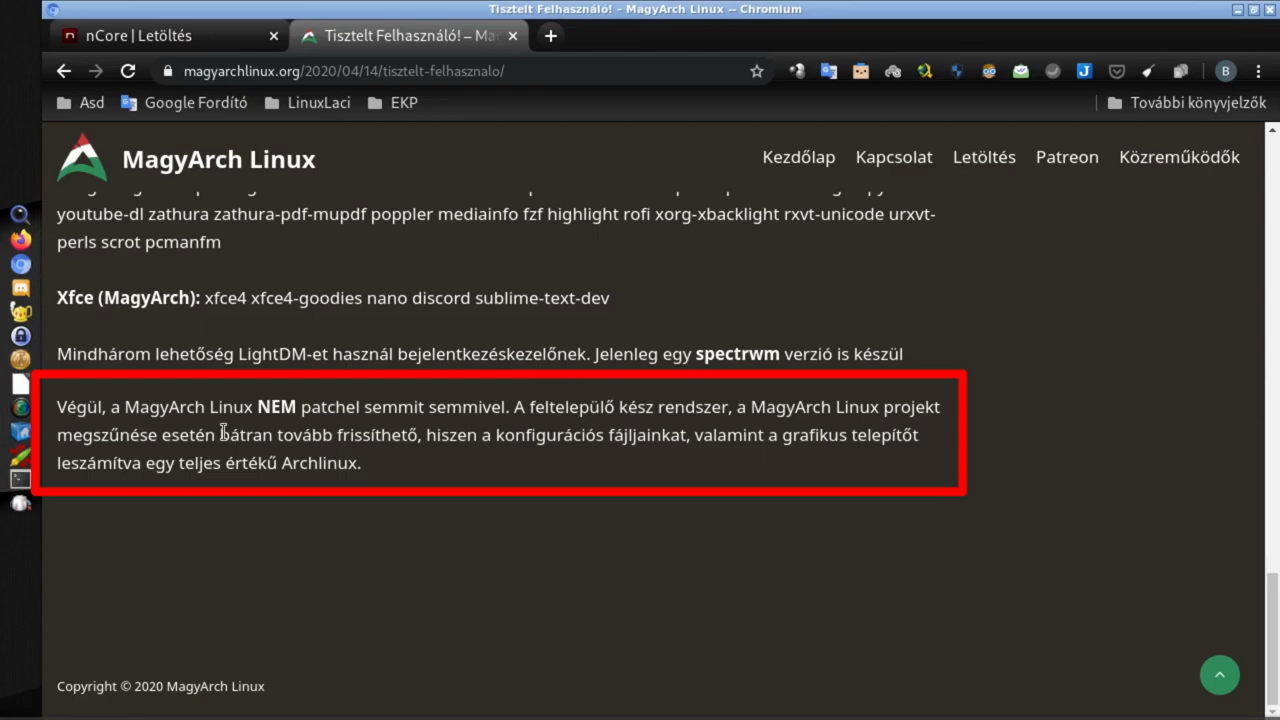 Tisztelt Felhasználó! - MagyArch Linux -- Chromium
nCore | Letöltés
Tisztelt Felhasználó! – Ma
magyarchlinux.org/2020/04/14/tisztelt-felhasznalo/
B
Asd
Google Fordító
LinuxLaci
EKP
További könyvjelzők
MagyArch Linux
Kezdőlap Kapcsolat Letöltés Patreon Közreműködők
youtube-dl zathura zathura-pdf-mupdf poppler mediainfo fzf highlight rofi xorg-xbacklight rxvt-unicode urxvt-
perls scrot pcmanfm
Xfce (MagyArch): xfce4 xfce4-goodies nano discord sublime-text-dev
Mindhárom lehetőség LightDM-et használ bejelentkezéskezelőnek. Jelenleg egy spectrwm verzió is készül
Végül, a MagyArch Linux NEM patchel semmit semmivel. A feltelepülő kész rendszer, a MagyArch Linux projekt
megszűnése esetén bátran tovább frissíthető, hiszen a konfigurációs fájljainkat, valamint a grafikus telepítőt
leszámítva egy teljes értékű Archlinux.
Copyright © 2020 MagyArch Linux